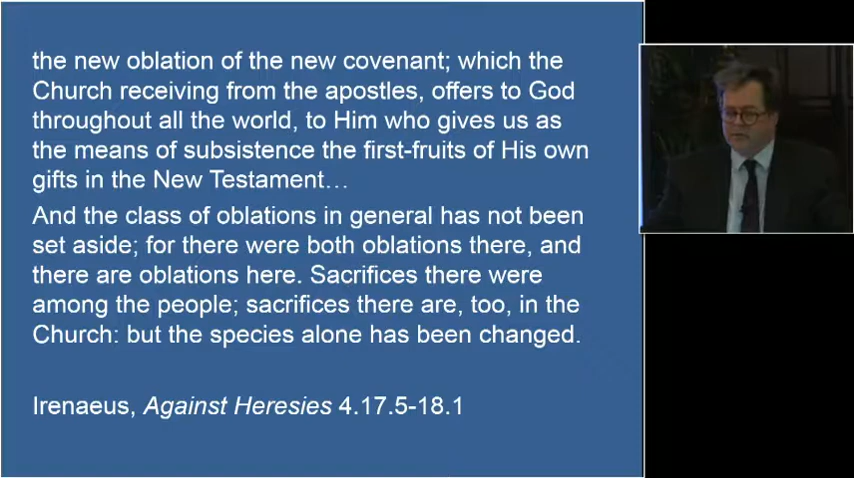 the new oblation of the new covenant; which the
Church receiving from the apostles, offers to God
throughout all the world, to Him who gives us as
the means of subsistence the first-fruits of His own
gifts in the New Testament…
And the class of oblations in general has not been
set aside; for there were both oblations there, and
there are oblations here. Sacrifices there were
among the people; sacrifices there are, too, in the
Church: but the species alone has been changed.
Irenaeus, Against Heresies 4.17.5-18.1